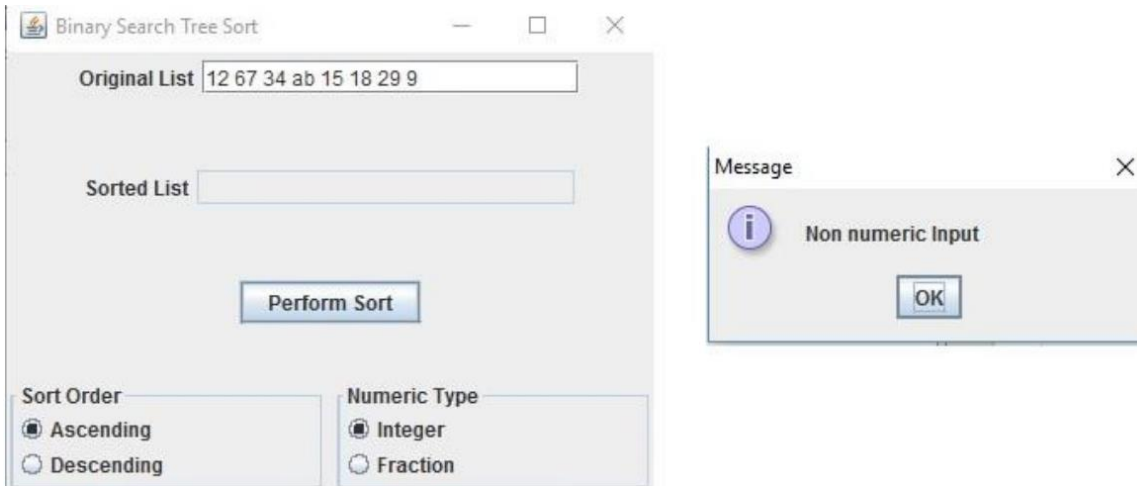 Binary Search Tree Sort
Original List 12 67 34 ab 15 18 29 9
Sorted List
Perform Sort
Sort Order
Ascending
Descending
Numeric Type
Integer
Fraction
Message
Non numeric Input
OK